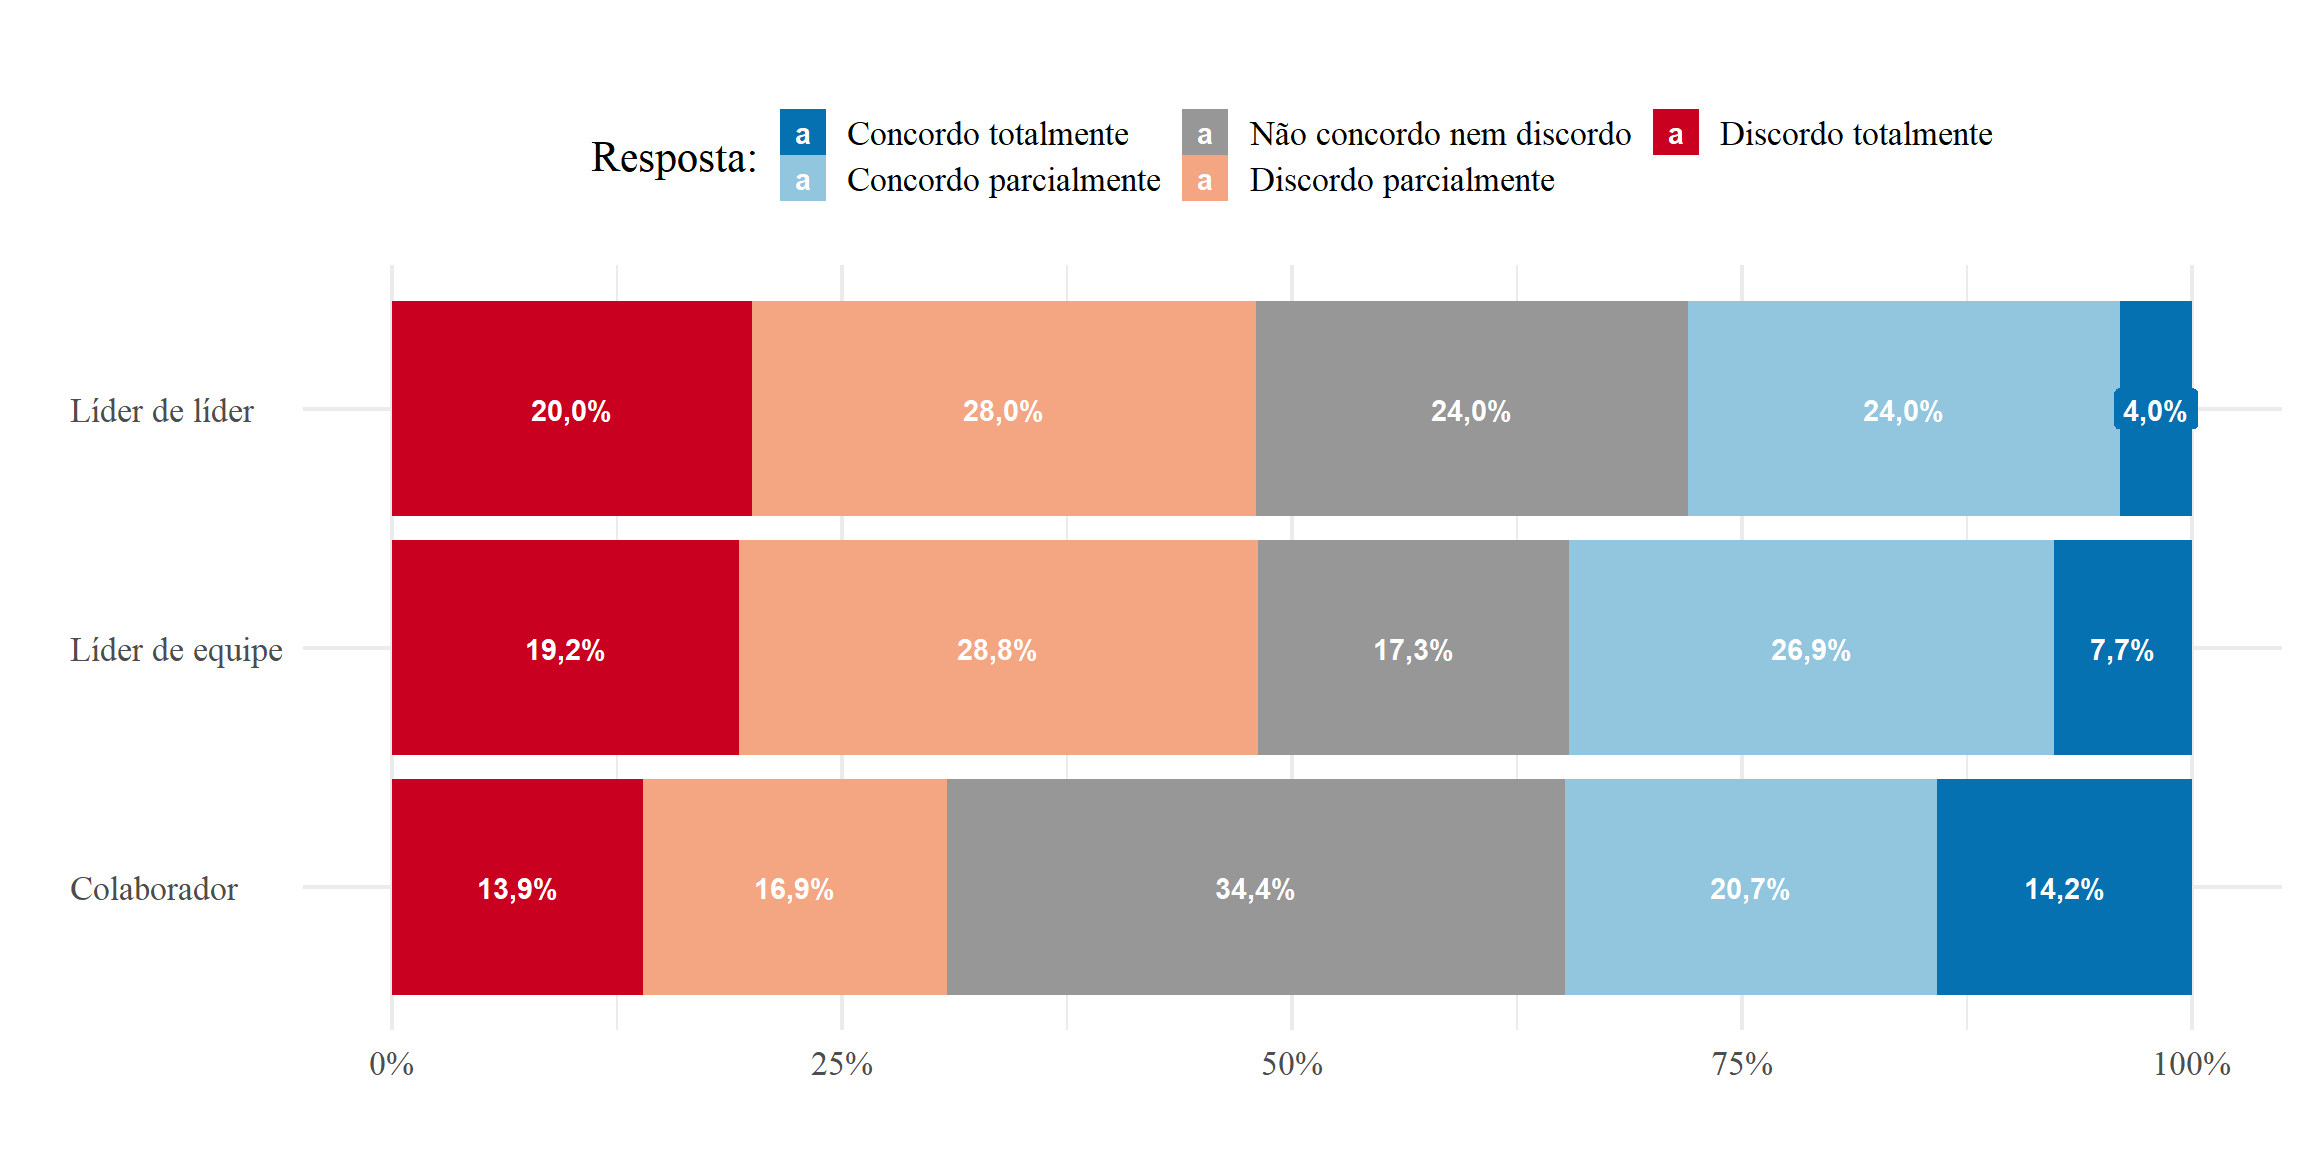 Resposta:
a Concordo totalmente a Não concordo nem discordo a Discordo totalmente
a Concordo parcialmente a Discordo parcialmente
Líder de líder 20,0% 28,0% 24,0% 24,0% 4,0%
Líder de equipe 19,2% 28,8% 17,3% 26,9% 7,7%
Colaborador 13,9% 16,9% 34,4% 20,7% 14,2%
0% 25% 50% 75% 100%